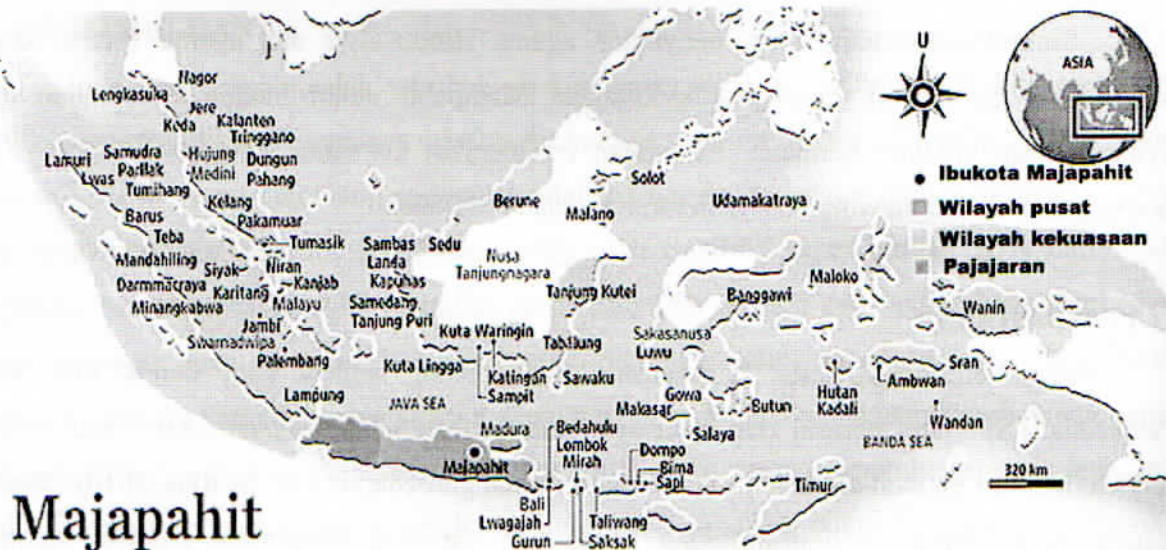 Nagor
Lengkasuka
Jere
Keda
Kalanten
Tringgano
Hujung
Medini
Dungun
Pahang
Samudra
Parllak
Lamuri
Lwas
Tumihang
Kelang
Barus
Pakamuar
Teba
Tumasik
Mandahiling
Siyak
Niran
Darmmacraya
Karitang
Kanjab
Minangkabwa
Malayu
Jambi
Swarnadwipa
Palembang
Lampung
Berune
Sambas
Sedu
Landa
Kapuhas
Samedang
Tanjung Puri
Nusa
Tanjungnagara
Solot
Malano
Udamakatraya
Tanjung Kutei
Kuta Waringin
Kuta Lingga
Katingan
Sampit
Tabalung
Sawaku
JAVA SEA
Madura
Majapahit
Bedahulu
Lombok
Mirah
Bali
Lwagajah
Gurun
Taliwang
Saksak
Dompo
Bima
Sapi
Timur
Banggawi
Maloko
Sakasanusa
Luwu
Gowa
Makasar
Butun
Salaya
Hutan
Kadali
Ambwan
Wanin
Sran
Wandan
BANDA SEA
320 km
U
ASIA
Ibukota Majapahit
Wilayah pusat
Wilayah kekuasaan
Pajajaran
Majapahit